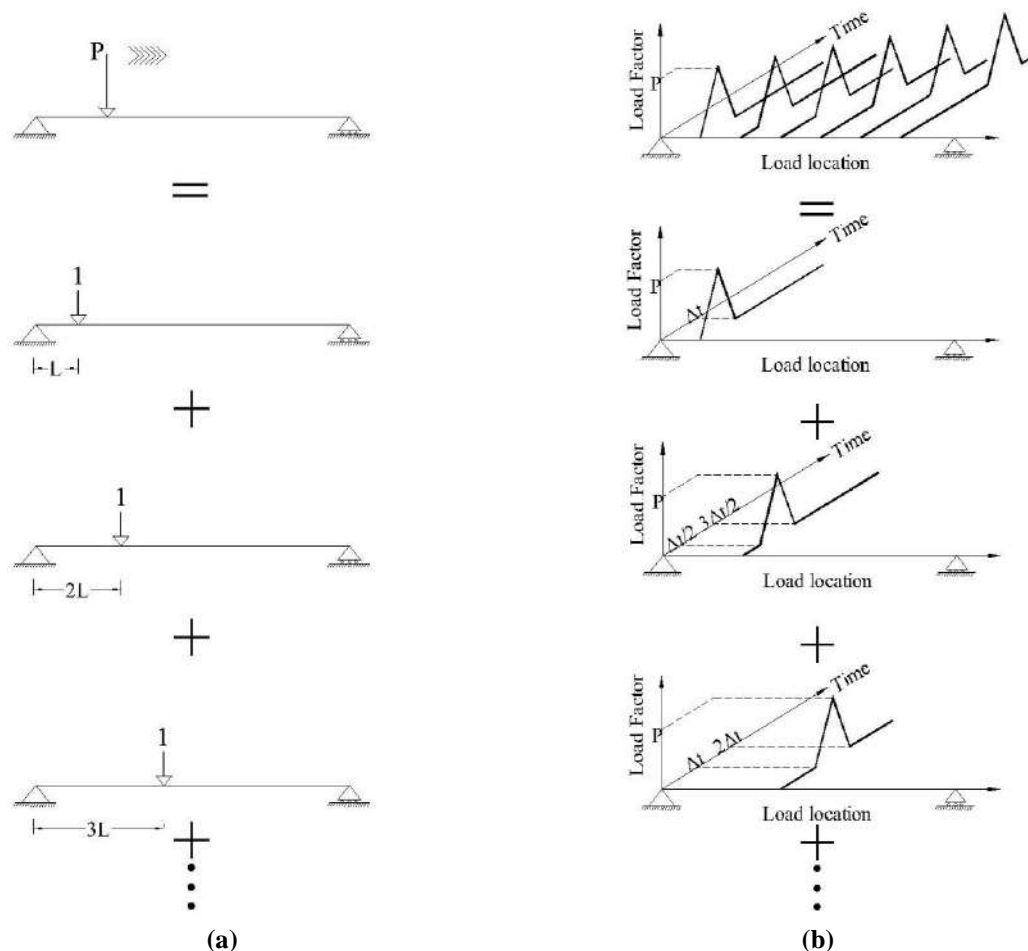 P
1
L
1
2L
1
3L
(a)
Load Factor
Time
P
Load location
Load Factor
Time
P
Δt
Load location
Load Factor
Time
P
Δt/2 3Δt/2
Load location
Load Factor
Time
P
Δt 2Δt
Load location
(b)